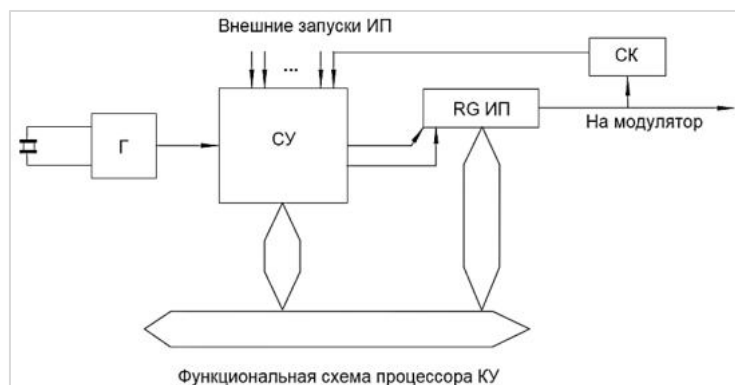 Внешние запуски ИП
...
СК
RG ИП
На модулятор
Г
СУ
Функциональная схема процессора КУ